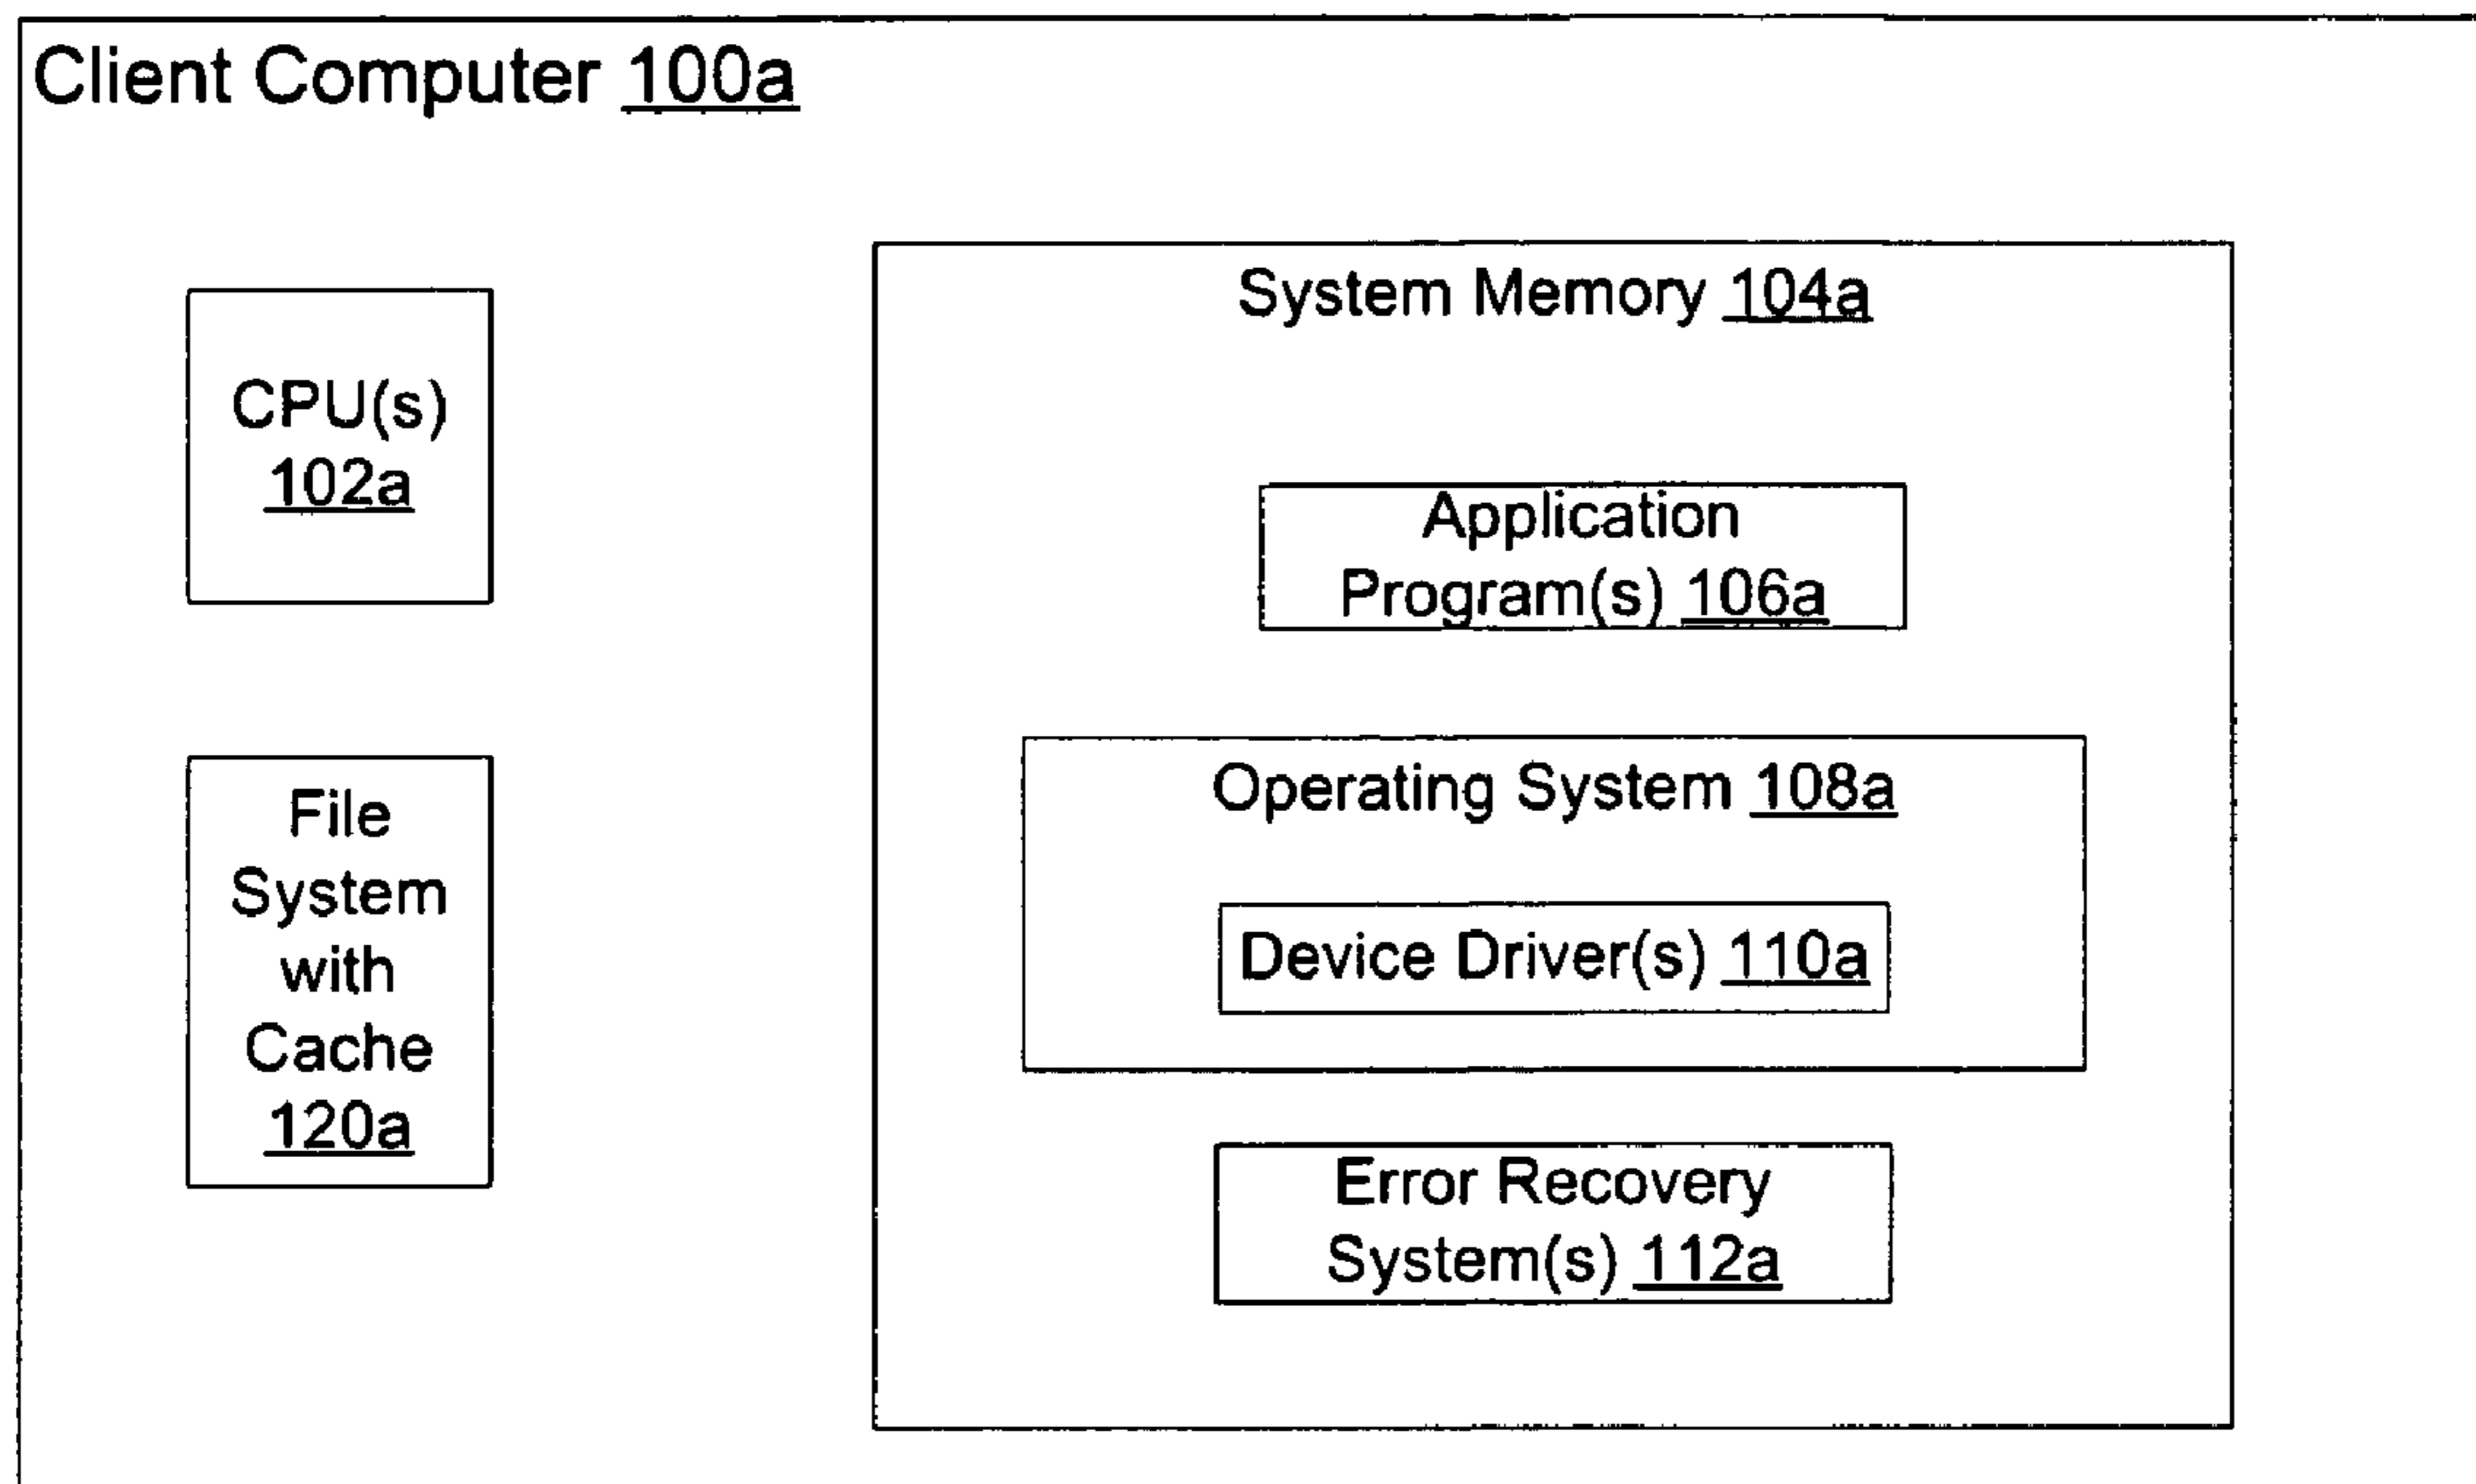 Client Computer 100a
CPU(s)
102a
File
System
with
Cache
120a
System Memory 104a
Application
Program(s) 106a
Operating System 108a
Device Driver(s) 110a
Error Recovery
System(s) 112a